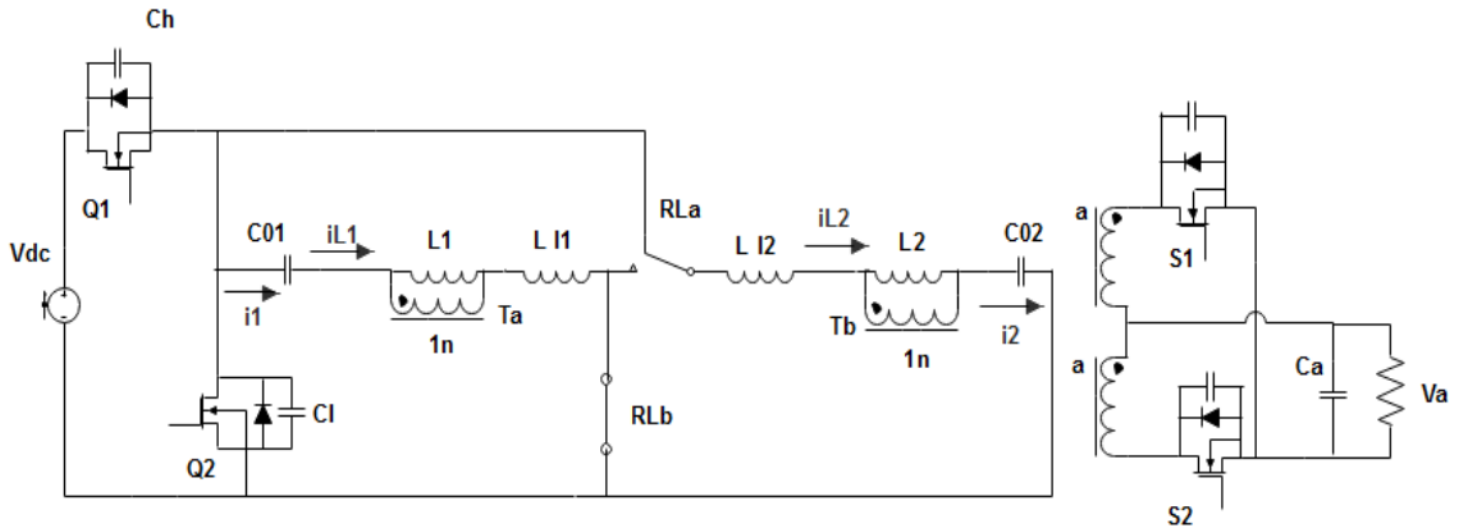 Ch
Q1
Vdc
C01
iL1
L1
L l1
RLa
L l2
iL2
L2
C02
a
S1
i1
Ta
1n
Tb
1n
i2
RLb
a
Ca
Va
Cl
Q2
S2